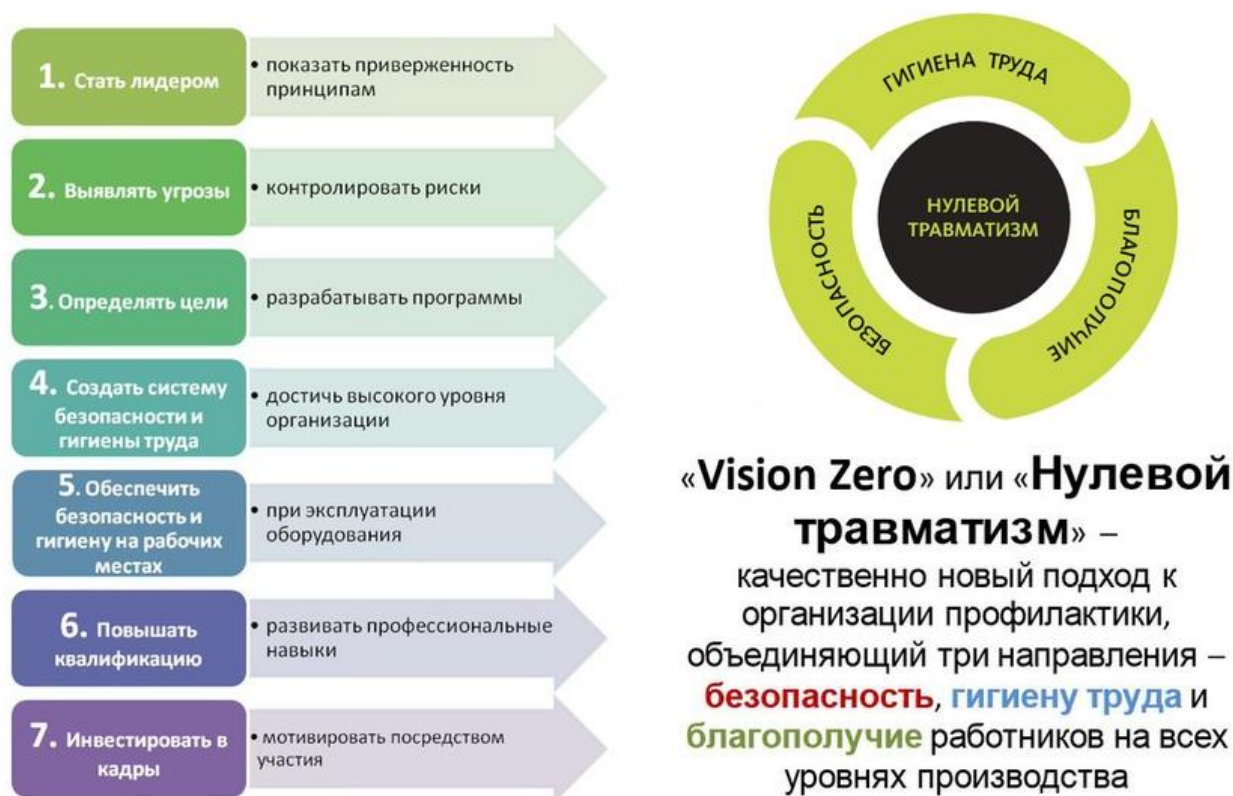 1. Стать лидером
• показать приверженность
принципам
2. Выявлять угрозы
• контролировать риски
3. Определять цели
• разрабатывать программы
4. Создать систему
безопасности и
гигиены труда
• достичь высокого уровня
организации
5. Обеспечить
безопасность и
гигиену на рабочих
местах
• при эксплуатации
оборудования
6. Повышать
квалификацию
• развивать профессиональные
навыки
7. Инвестировать в
кадры
• мотивировать посредством
участия
ГИГИЕНА ТРУДА
БЛАГОПОЛУЧИЕ
БЕЗОПАСНОСТЬ
НУЛЕВОЙ
ТРАВМАТИЗМ
«Vision Zero» или «Нулевой
травматизм» –
качественно новый подход к
организации профилактики,
объединяющий три направления –
безопасность, гигиену труда и
благополучие работников на всех
уровнях производства